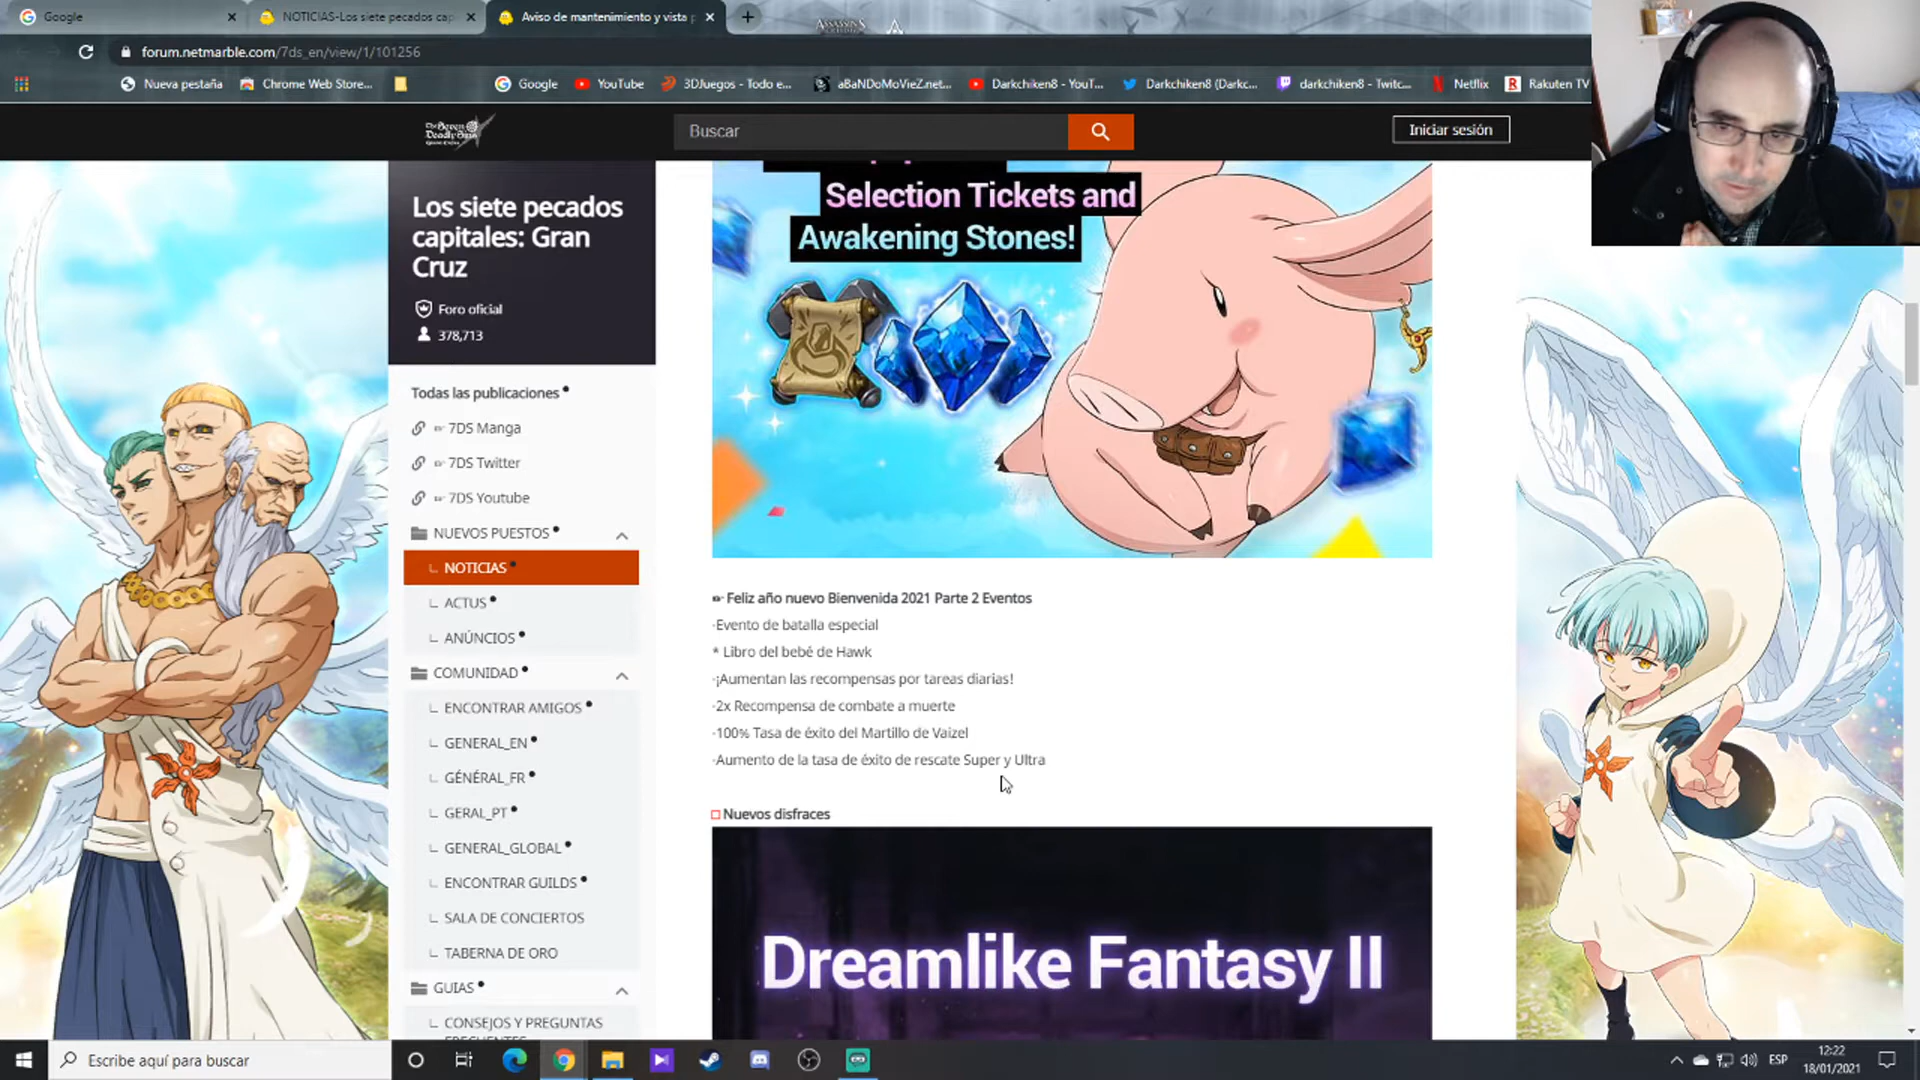 Google
NOTICIAS-Los siete pecados cap
Aviso de mantenimiento y vista p
ASSASSIN'S
forum.netmarble.com/7ds_en/view/1/101256
Nueva pestaña
Chrome Web Store...
Google
YouTube
3DJuegos - Todo e...
aBaNDoMoVieZ.net...
Darkchiken8 - YouT...
Darkchiken8 (Darkc...
darkchiken8 - Twitc...
Netflix
Rakuten TV
The Seven
Deadly Sins
Buscar
Iniciar sesión
Los siete pecados
capitales: Gran
Cruz
Foro oficial
378,713
Todas las publicaciones
7DS Manga
7DS Twitter
7DS Youtube
NUEVOS PUESTOS
NOTICIAS
ACTUS
ANÚNCIOS
COMUNIDAD
ENCONTRAR AMIGOS
GENERAL_EN
GÉNÉRAL_FR
GERAL_PT
GENERAL_GLOBAL
ENCONTRAR GUILDS
SALA DE CONCIERTOS
TABERNA DE ORO
GUIAS
CONSEJOS Y PREGUNTAS
Selection Tickets and
Awakening Stones!
Feliz año nuevo Bienvenida 2021 Parte 2 Eventos
·Evento de batalla especial
* Libro del bebé de Hawk
·¡Aumentan las recompensas por tareas diarias!
·2x Recompensa de combate a muerte
·100% Tasa de éxito del Martillo de Vaizel
·Aumento de la tasa de éxito de rescate Super y Ultra
Nuevos disfraces
Dreamlike Fantasy II
Escribe aquí para buscar
ESP
12:22
18/01/2021